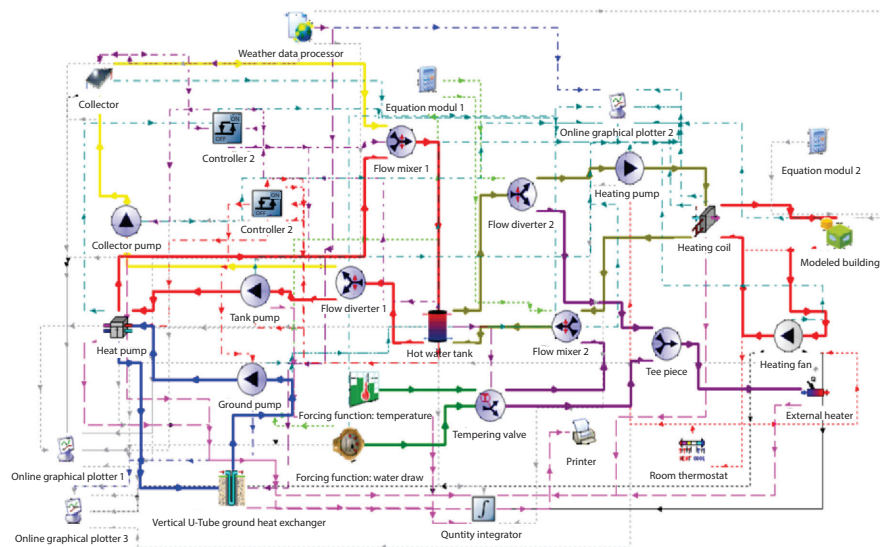 Weather data processor
Collector
Equation modul 1
Online graphical plotter 2
Controller 2
Flow mixer 1
Equation modul 2
Heating pump
Controller 2
Collector pump
Flow diverter 2
Heating coil
Modeled building
Tank pump
Flow diverter 1
Heat pump
Hot water tank
Flow mixer 2
Tee piece
Heating fan
Ground pump
Forcing function: temperature
Tempering valve
External heater
Printer
Room thermostat
Online graphical plotter 1
Forcing function: water draw
Vertical U-Tube ground heat exchanger
Quntity integrator
Online graphical plotter 3
ON
OFF
ON
OFF